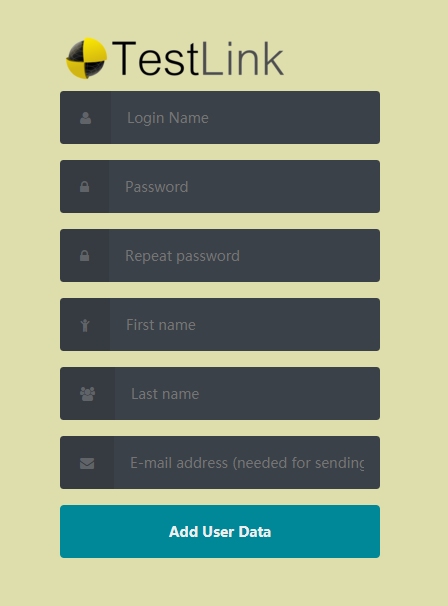 TestLink
Login Name
Password
Repeat password
First name
Last name
E-mail address (needed for sending
Add User Data